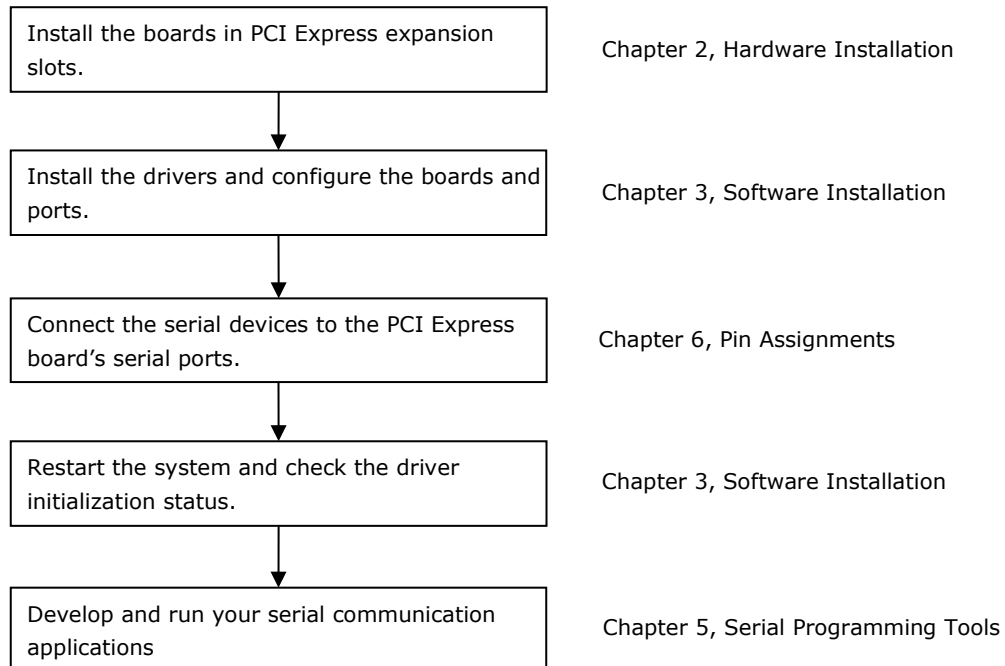 Install the boards in PCI Express expansion
slots.
Chapter 2, Hardware Installation
Install the drivers and configure the boards and
ports.
Chapter 3, Software Installation
Connect the serial devices to the PCI Express
board's serial ports.
Chapter 6, Pin Assignments
Restart the system and check the driver
initialization status.
Chapter 3, Software Installation
Develop and run your serial communication
applications
Chapter 5, Serial Programming Tools